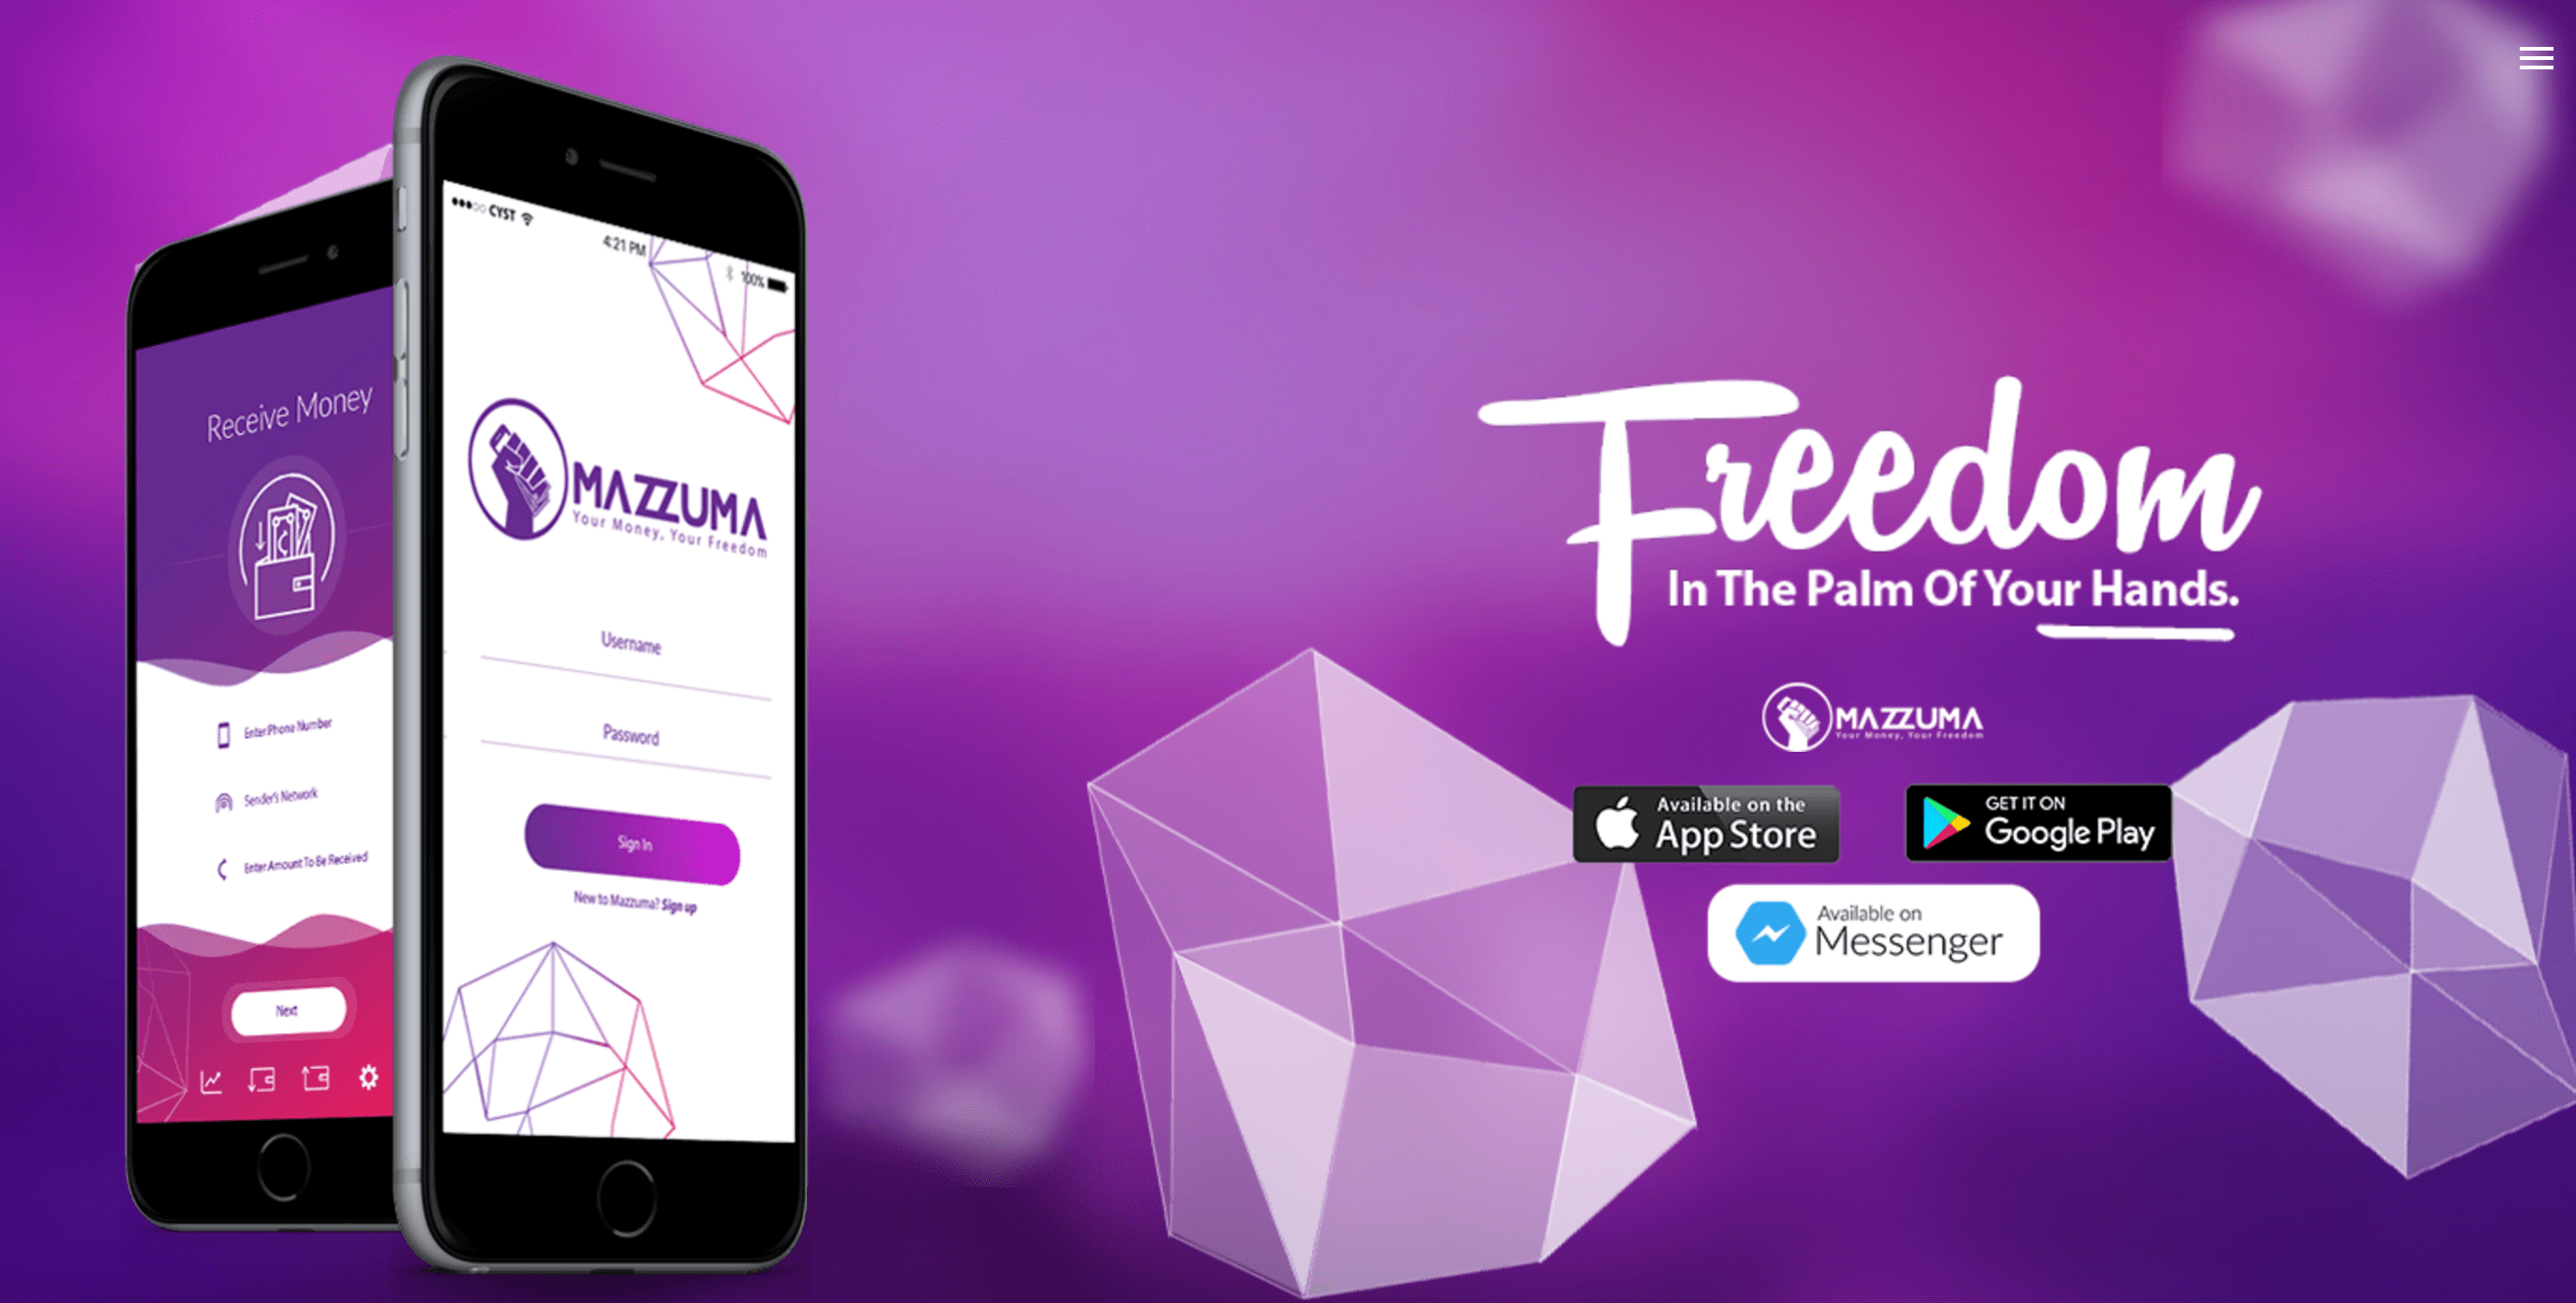 Receive Money
Enter Phone Number
Sender's Network
Enter Amount To Be Received
Next
CYST
4:21 PM
100%
MAZZUMA
Your Money, Your Freedom
Username
Password
Sign In
New to Mazzuma? Sign up
Freedom
In The Palm Of Your Hands.
MAZZUMA
Your Money, Your Freedom
Available on the
App Store
GET IT ON
Google Play
Available on
Messenger